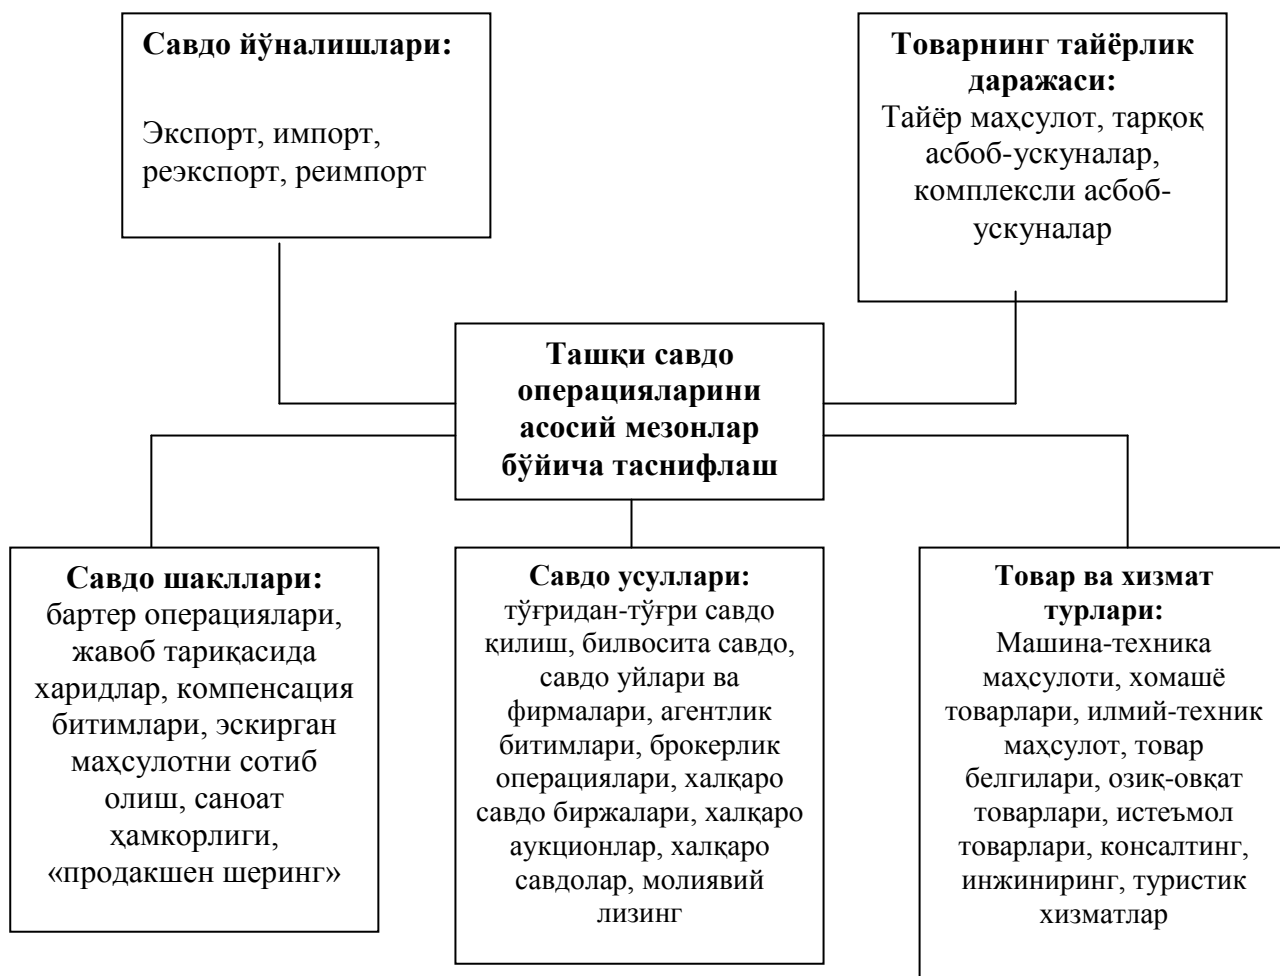 Савдо йўналишлари:
Экспорт, импорт,
реэкспорт, реимпорт
Товарнинг тайёрлик
даражаси:
Тайёр маҳсулот, тарқоқ
асбоб-ускуналар,
комплексли асбоб-
ускуналар
Ташқи савдо
операцияларини
асосий мезонлар
бўйича таснифлаш
Савдо шакллари:
бартер операциялари,
жавоб тариқасида
харидлар, компенсация
битимлари, эскирган
маҳсулотни сотиб
олиш, саноат
ҳамкорлиги,
«продакшен шеринг»
Савдо усуллари:
тўғридан-тўғри савдо
қилиш, билвосита савдо,
савдо уйлари ва
фирмалари, агентлик
битимлари, брокерлик
операциялари, халқаро
савдо биржалари, халқаро
аукционлар, халқаро
савдолар, молиявий
лизинг
Товар ва хизмат
турлари:
Машина-техника
маҳсулоти, хомашё
товарлари, илмий-техник
маҳсулот, товар
белгилари, озиқ-овқат
товарлари, истеъмол
товарлари, консалтинг,
инжиниринг, туристик
хизматлар